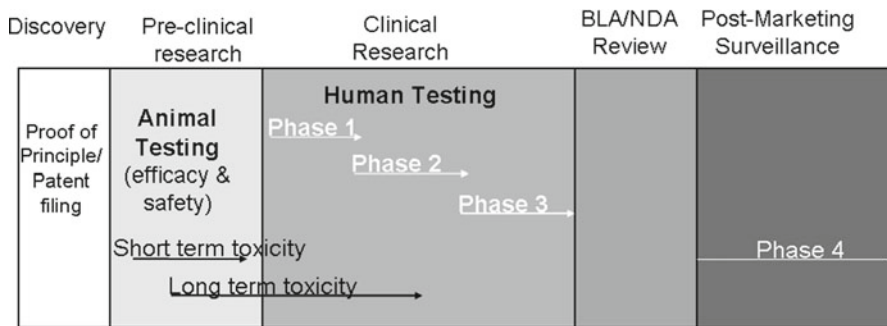 Discovery
Pre-clinical
research
Clinical
Research
BLA/NDA
Review
Post-Marketing
Surveillance
Proof of
Principle/
Patent
filing
Animal
Testing
(efficacy &
safety)
Human Testing
Phase 1
Phase 2
Phase 3
Short term toxicity
Long term toxicity
Phase 4